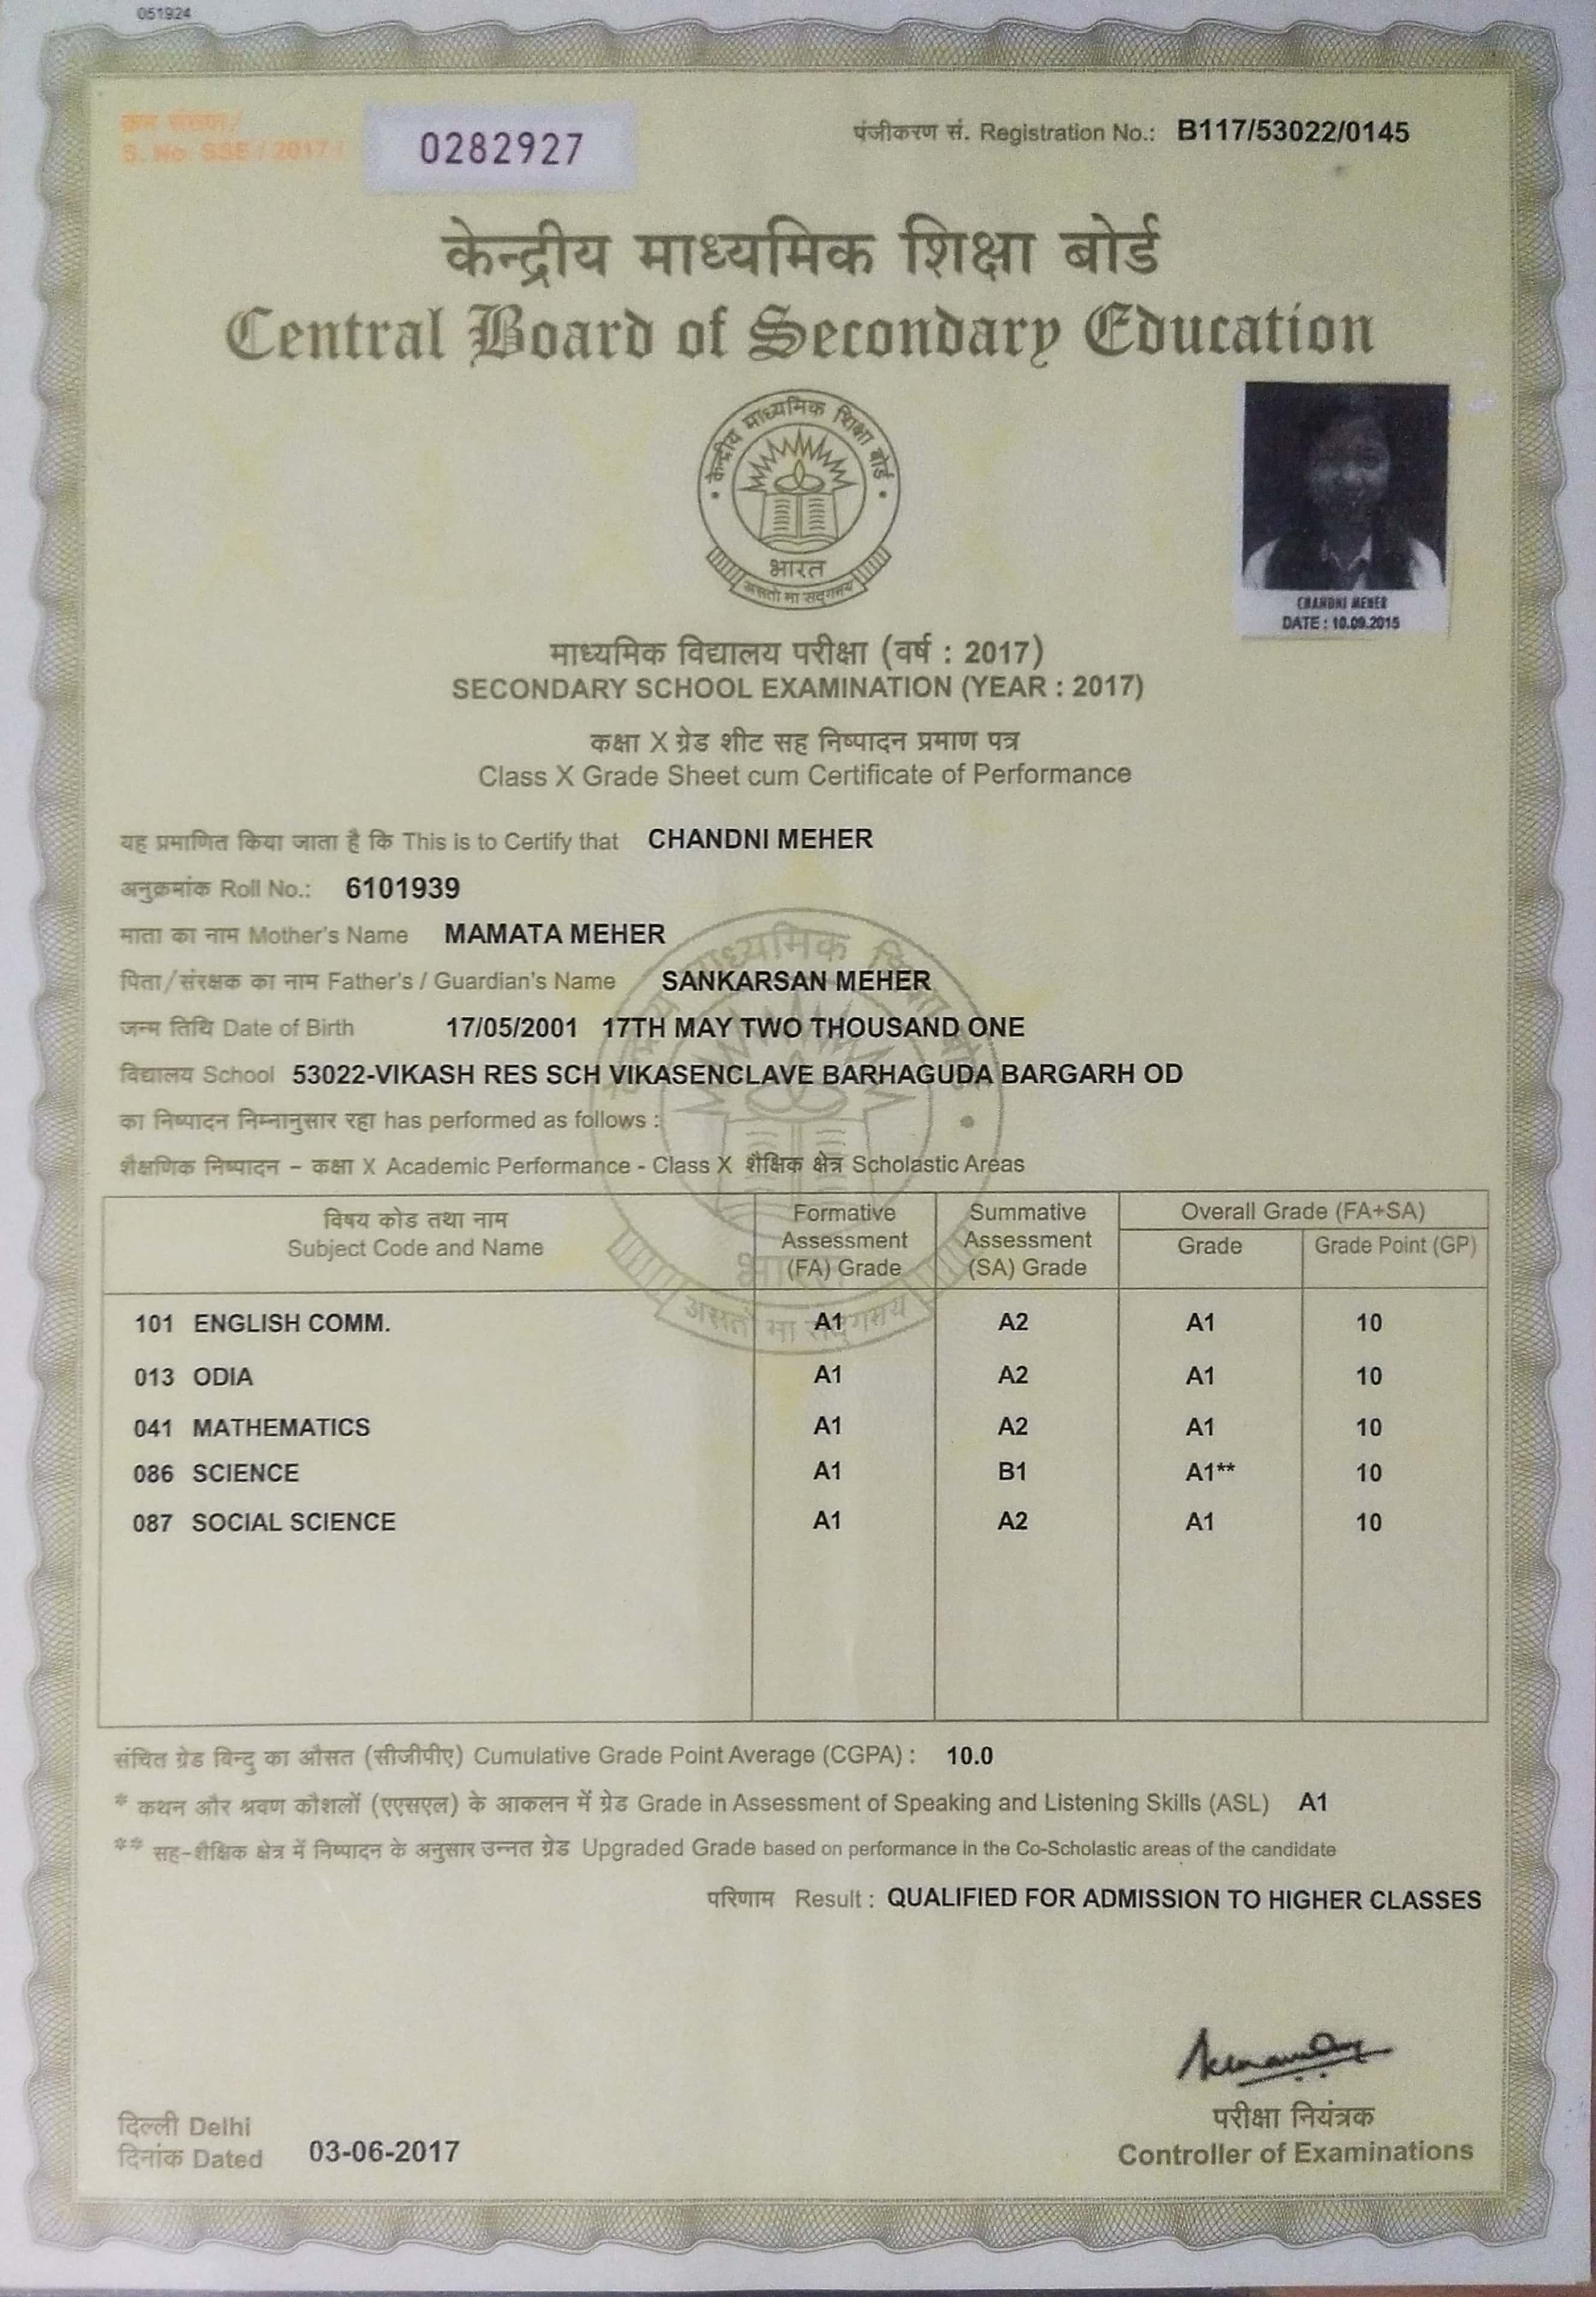 051924
क्रम संख्या/
S. No. SSE / 2017 /
0282927
पंजीकरण सं. Registration No.: B117/53022/0145
केन्द्रीय माध्यमिक शिक्षा बोर्ड
Central Board of Secondary Education
केन्द्रीय माध्यमिक शिक्षा बोर्ड
भारत
असतो मा सद्गमय
CHANDNI MEHER
DATE : 10.09.2015
माध्यमिक विद्यालय परीक्षा (वर्ष : 2017)
SECONDARY SCHOOL EXAMINATION (YEAR : 2017)
कक्षा X ग्रेड शीट सह निष्पादन प्रमाण पत्र
Class X Grade Sheet cum Certificate of Performance
यह प्रमाणित किया जाता है कि This is to Certify that CHANDNI MEHER
अनुक्रमांक Roll No.: 6101939
माता का नाम Mother's Name MAMATA MEHER
पिता/संरक्षक का नाम Father's / Guardian's Name SANKARSAN MEHER
जन्म तिथि Date of Birth 17/05/2001 17TH MAY TWO THOUSAND ONE
विद्यालय School 53022-VIKASH RES SCH VIKASENCLAVE BARHAGUDA BARGARH OD
का निष्पादन निम्नानुसार रहा has performed as follows :
शैक्षणिक निष्पादन – कक्षा X Academic Performance - Class X शैक्षिक क्षेत्र Scholastic Areas
विषय कोड तथा नाम
Subject Code and Name
Formative
Assessment
(FA) Grade
Summative
Assessment
(SA) Grade
Overall Grade (FA+SA)
Grade
Grade Point (GP)
101 ENGLISH COMM. A1 A2 A1 10
013 ODIA A1 A2 A1 10
041 MATHEMATICS A1 A2 A1 10
086 SCIENCE A1 B1 A1** 10
087 SOCIAL SCIENCE A1 A2 A1 10
संचित ग्रेड बिन्दु का औसत (सीजीपीए) Cumulative Grade Point Average (CGPA) : 10.0
* कथन और श्रवण कौशलों (एएसएल) के आकलन में ग्रेड Grade in Assessment of Speaking and Listening Skills (ASL) A1
** सह-शैक्षिक क्षेत्र में निष्पादन के अनुसार उन्नत ग्रेड Upgraded Grade based on performance in the Co-Scholastic areas of the candidate
परिणाम Result : QUALIFIED FOR ADMISSION TO HIGHER CLASSES
परीक्षा नियंत्रक
Controller of Examinations
दिल्ली Delhi
दिनांक Dated 03-06-2017